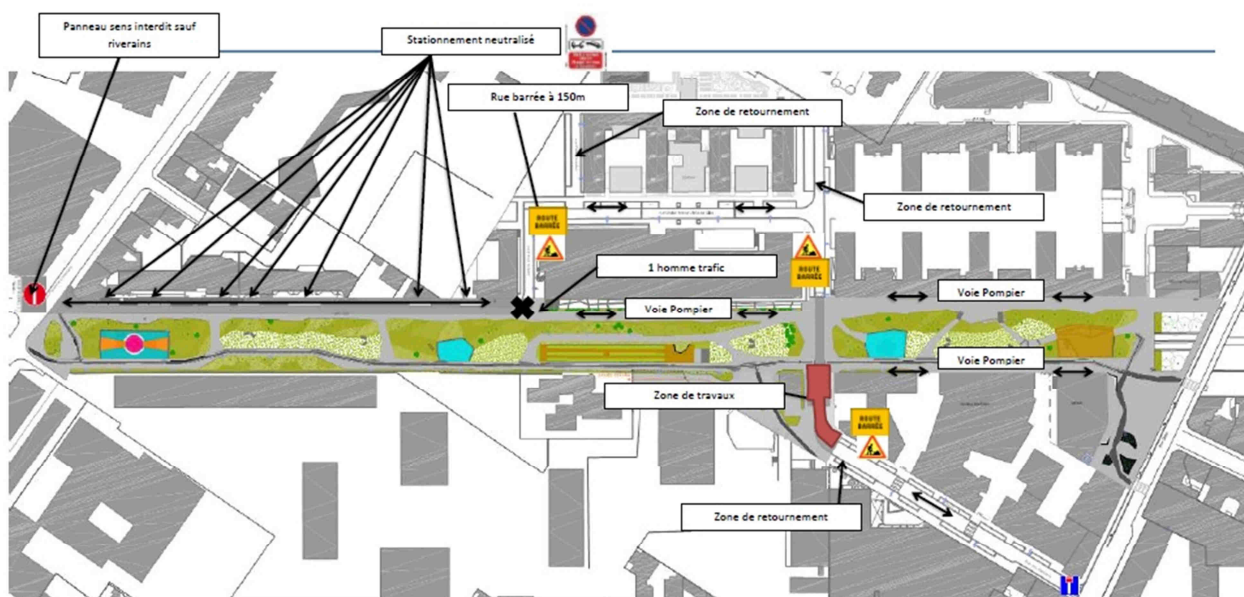 Panneau sens interdit sauf
riverains
Stationnement neutralisé
Rue barrée à 150m
Zone de retournement
Zone de retournement
ROUTE
BARRÉE
1 homme trafic
ROUTE
BARRÉE
Voie Pompier
Voie Pompier
Voie Pompier
Zone de travaux
ROUTE
BARRÉE
Zone de retournement